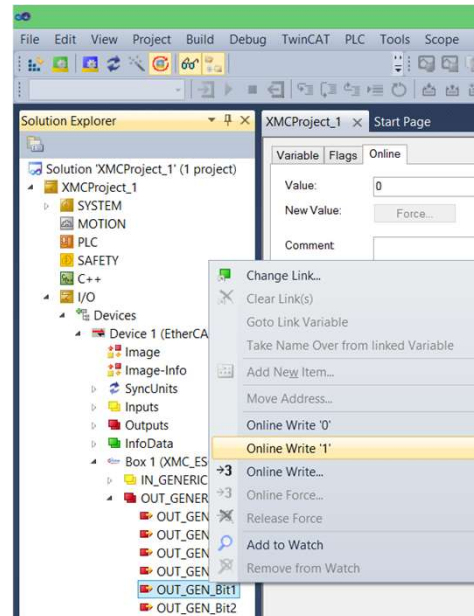 File Edit View Project Build Debug TwinCAT PLC Tools Scope
Solution Explorer
XMCProject_1 Start Page
Solution 'XMCProject_1' (1 project)
XMCProject_1
SYSTEM
MOTION
PLC
SAFETY
C++
I/O
Devices
Device 1 (EtherCA
Image
Image-Info
SyncUnits
Inputs
Outputs
InfoData
Box 1 (XMC_ES
IN_GENERIC
OUT_GENER
OUT_GEN
OUT_GEN
OUT_GEN
OUT_GEN
OUT_GEN_Bit1
OUT_GEN_Bit2
Variable Flags Online
Value: 0
New Value: Force...
Comment
Change Link...
Clear Link(s)
Goto Link Variable
Take Name Over from linked Variable
Add New Item...
Move Address...
Online Write '0'
Online Write '1'
→3 Online Write...
→3 Online Force...
Release Force
Add to Watch
Remove from Watch